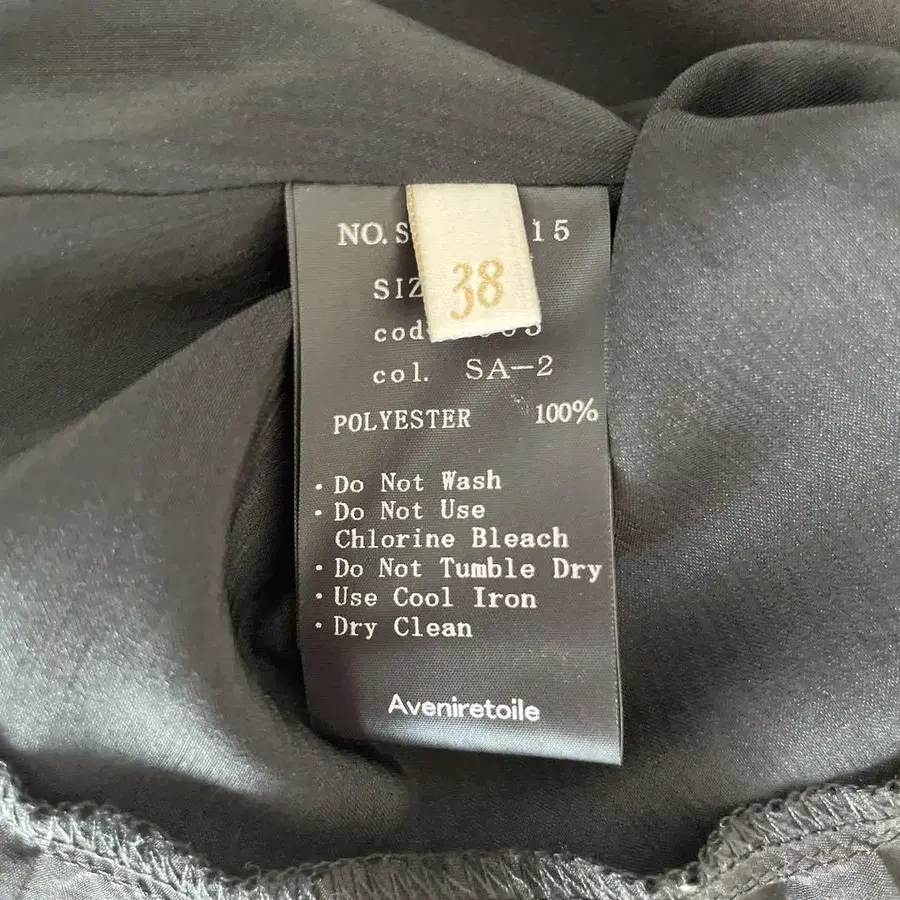 NO. S 15
38
SIZ
cod
col. SA-2
POLYESTER 100%
・Do Not Wash
・Do Not Use
Chlorine Bleach
・Do Not Tumble Dry
・Use Cool Iron
・Dry Clean
Aveniretoile